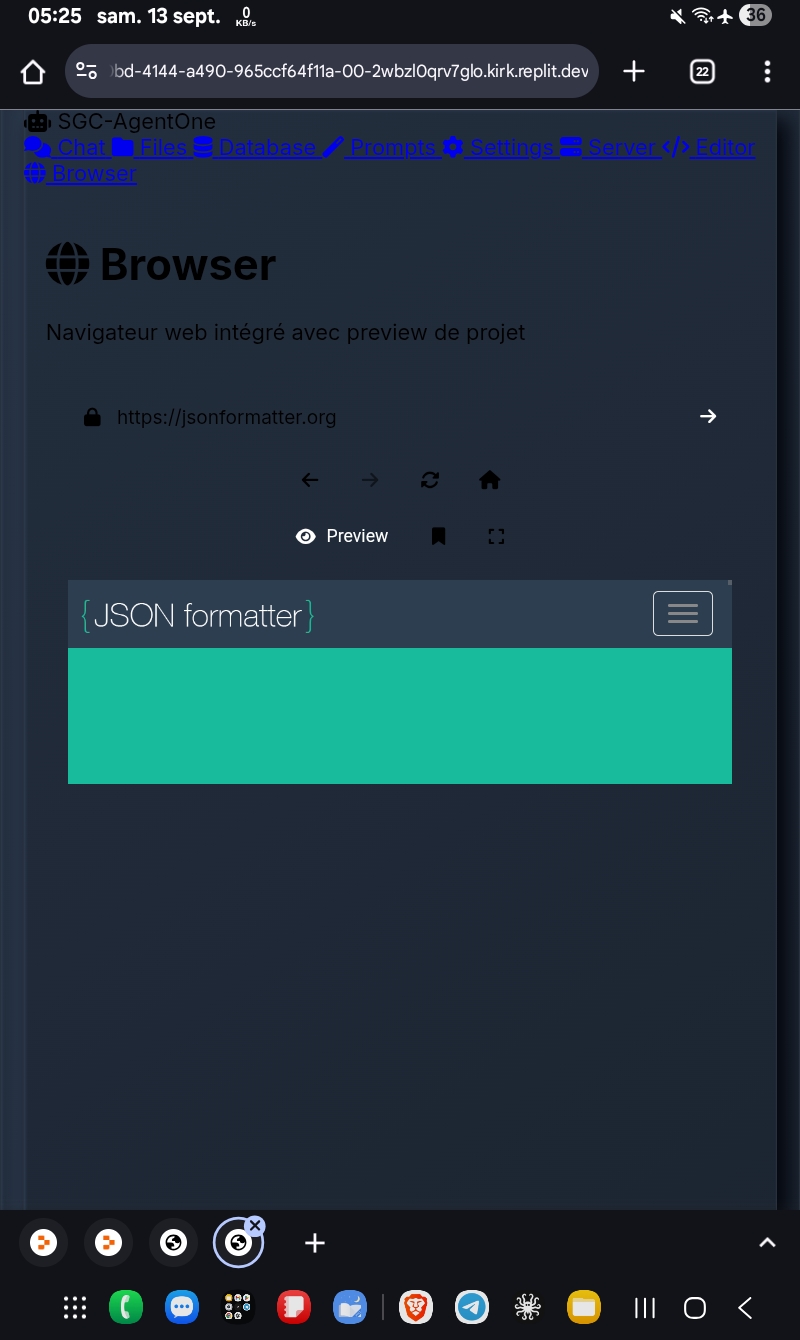 05:25 sam. 13 sept. 0 KB/s 36
bd-4144-a490-965ccf64f11a-00-2wbzl0qrv7glo.kirk.replit.dev
22
SGC-AgentOne
Chat Files Database Prompts Settings Server Editor
Browser
Browser
Navigateur web intégré avec preview de projet
https://jsonformatter.org
Preview
{JSON formatter}